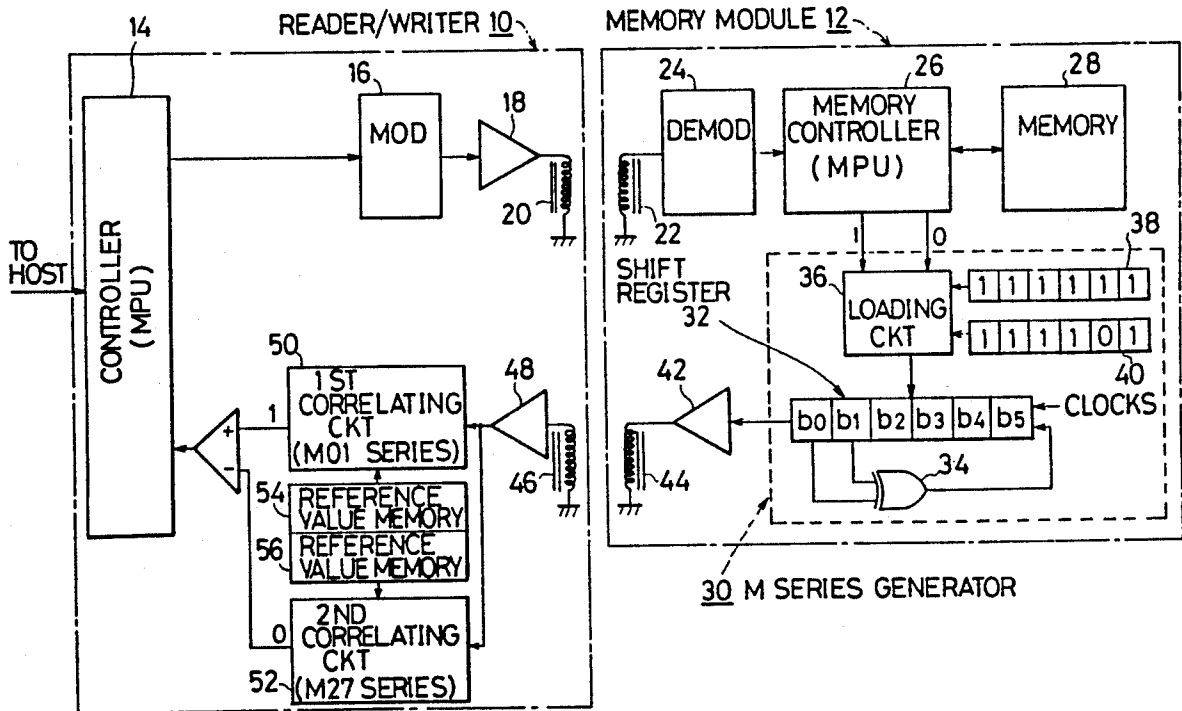 READER/WRITER 10
MEMORY MODULE 12
14
16
18
24
26
28
MOD
DEMOD
MEMORY
CONTROLLER
(MPU)
MEMORY
20
22
CONTROLLER
(MPU)
TO
HOST
1
0
38
SHIFT
REGISTER
32
36
LOADING
CKT
1 1 1 1 1 1
1 1 1 1 0 1
40
50
1ST
CORRELATING
CKT
(M01 SERIES)
48
42
b0 b1 b2 b3 b4 b5
CLOCKS
+
-
1
54
REFERENCE
VALUE MEMORY
46
44
34
56
REFERENCE
VALUE MEMORY
30 M SERIES GENERATOR
0
2ND
CORRELATING
CKT
(M27 SERIES)
52